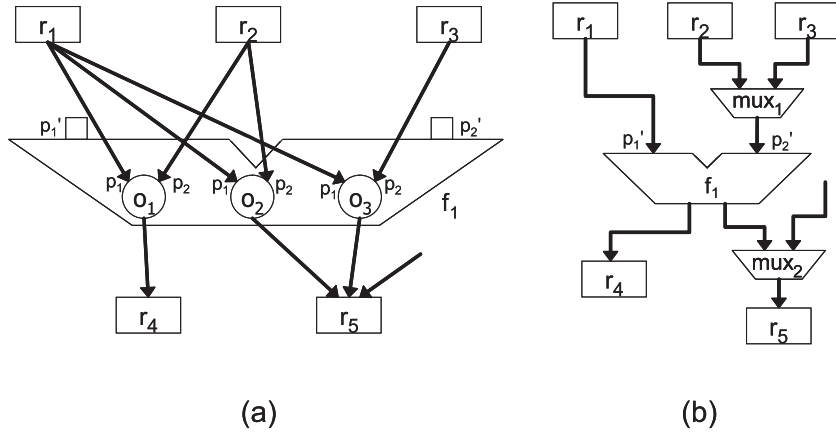 r₁ r₂ r₃
p₁' p₂'
p₁ p₂ p₁ p₂ p₁ p₂
o₁ o₂ o₃
f₁
r₄ r₅
(a)
r₁ r₂ r₃
mux₁
p₁' p₂'
f₁
mux₂
r₄
r₅
(b)